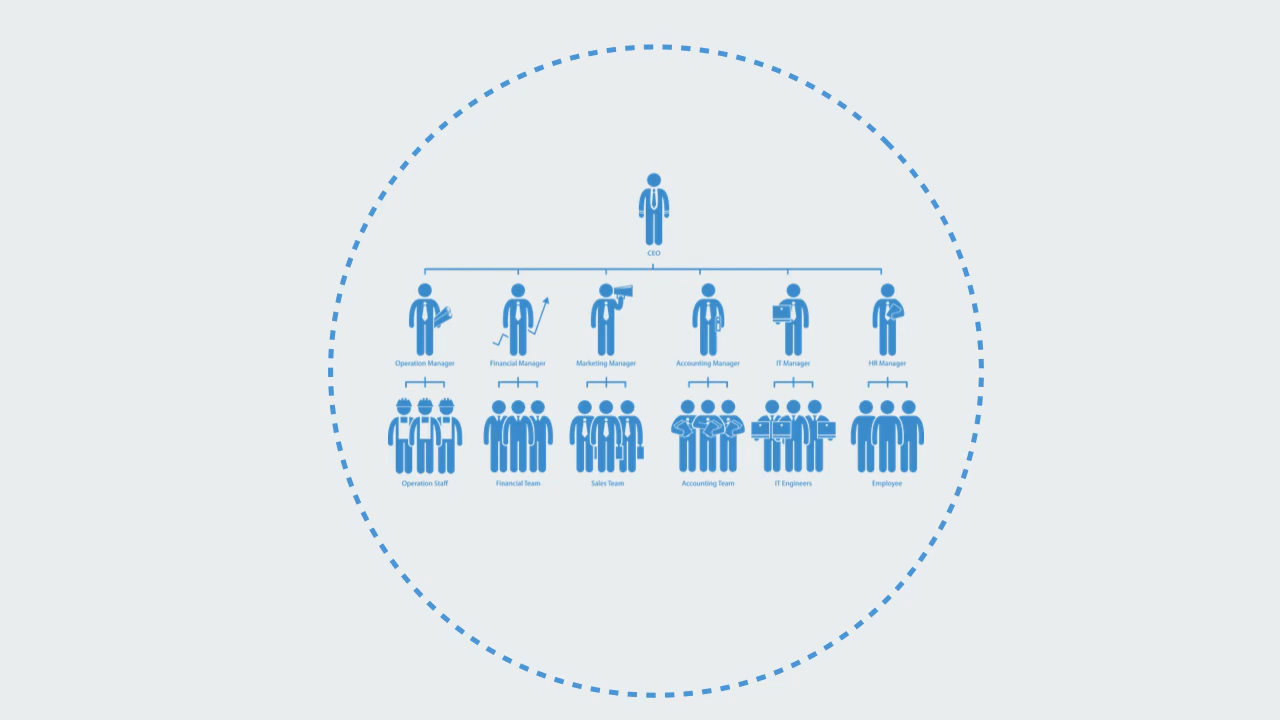 CEO
Operation Manager
Financial Manager
Marketing Manager
Accounting Manager
IT Manager
HR Manager
Operation Staff
Financial Team
Sales Team
Accounting Team
IT Engineers
Employee